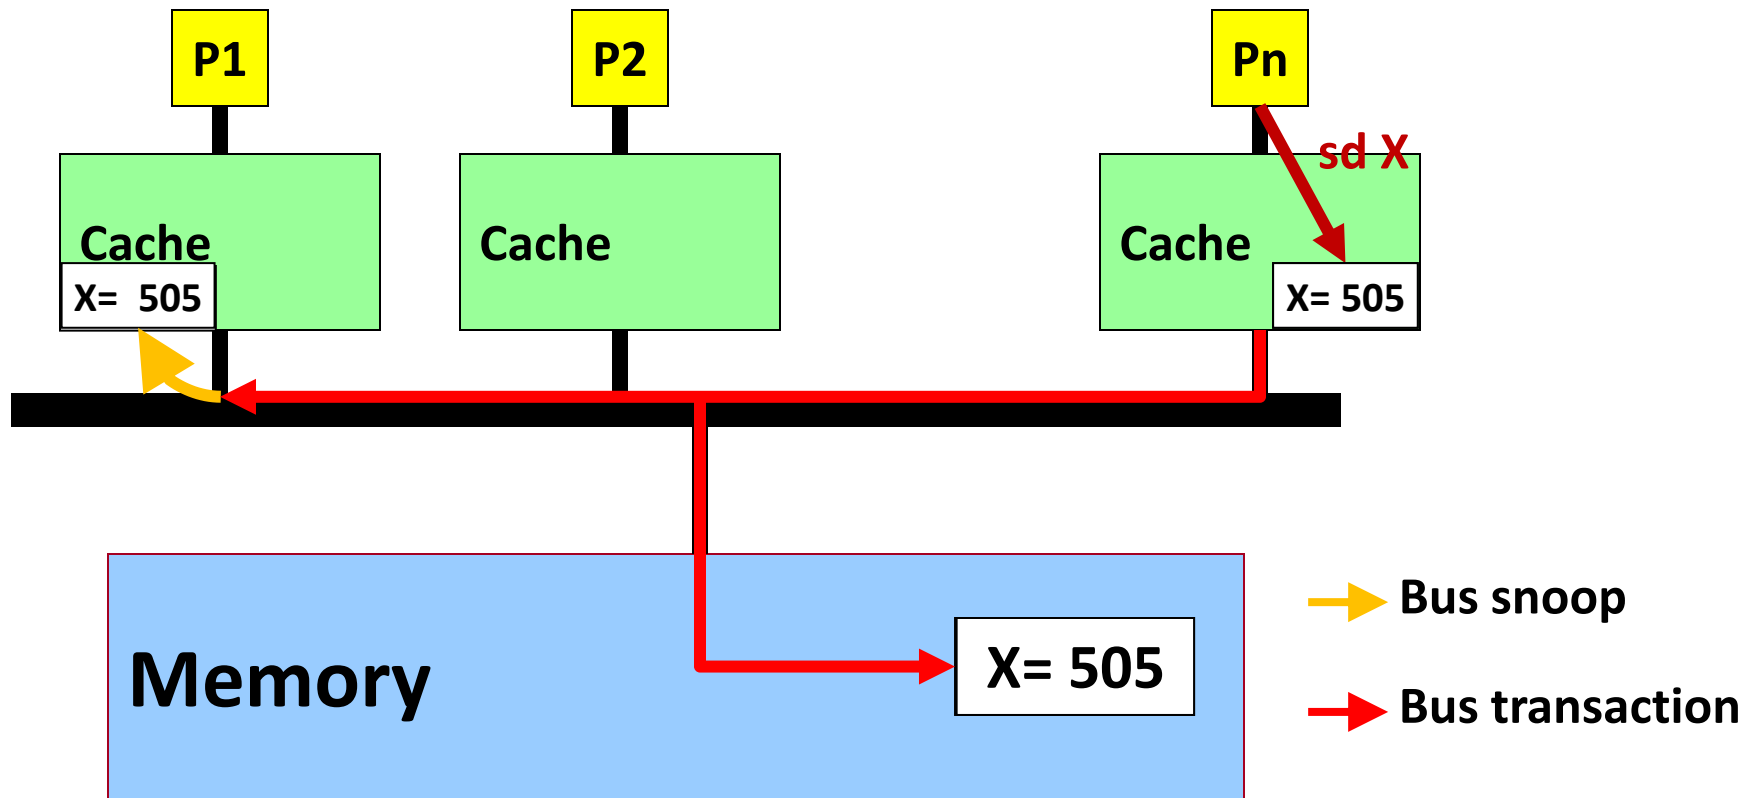 P1
P2
Pn
sd X
Cache
Cache
Cache
X= 505
X= 505
Bus snoop
Memory
X= 505
Bus transaction